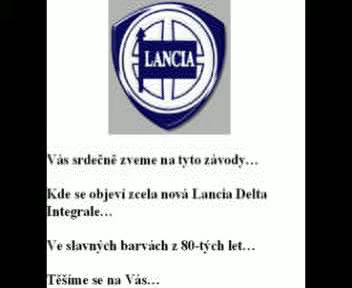 LANCIA
Vás srdečně zveme na tyto závody…
Kde se objeví zcela nová Lancia Delta
Integrale…
Ve slavných barvách z 80-tých let…
Těšíme se na Vás…